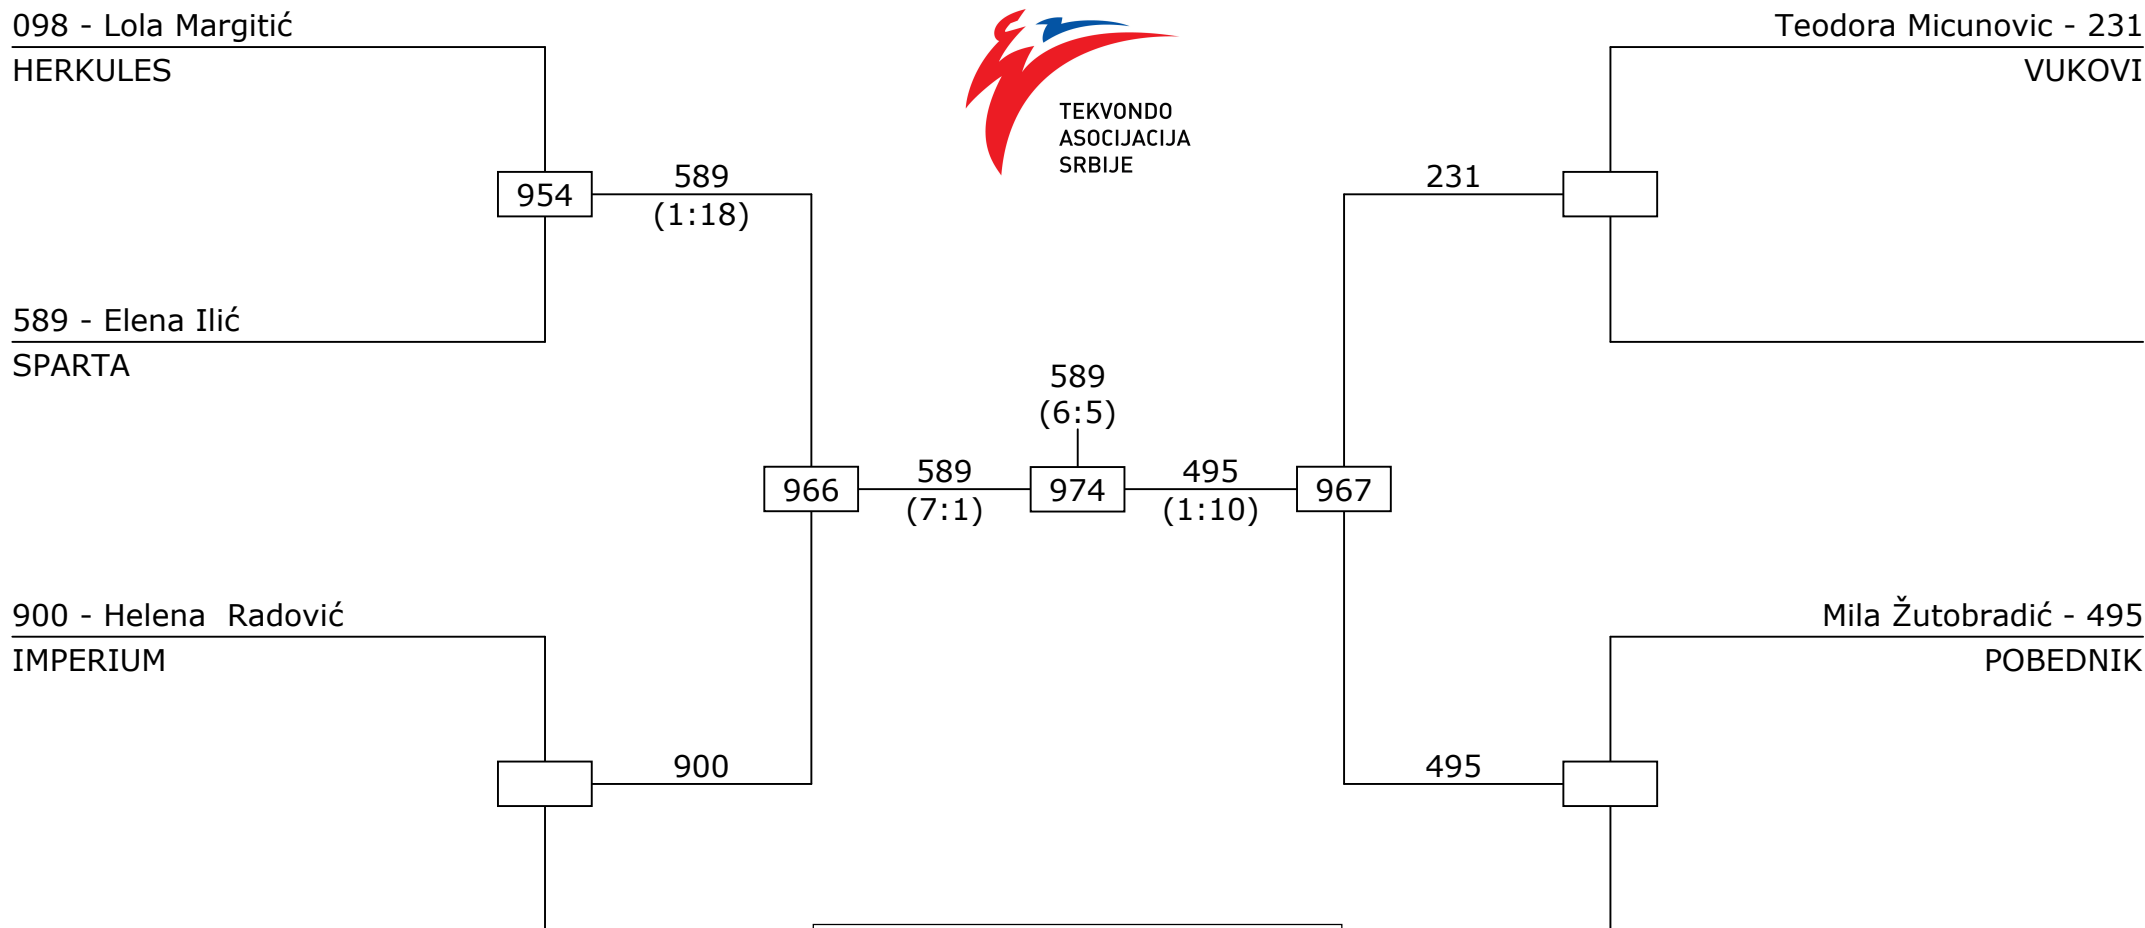 098 - Lola Margitić
HERKULES
Teodora Micunovic - 231
VUKOVI
TEKVONDO
ASOCIJACIJA
SRBIJE
954
589
(1:18)
231
589 - Elena Ilić
SPARTA
589
(6:5)
966
589
(7:1)
974
495
(1:10)
967
900 - Helena  Radović
IMPERIUM
Mila Žutobradić - 495
POBEDNIK
900
495